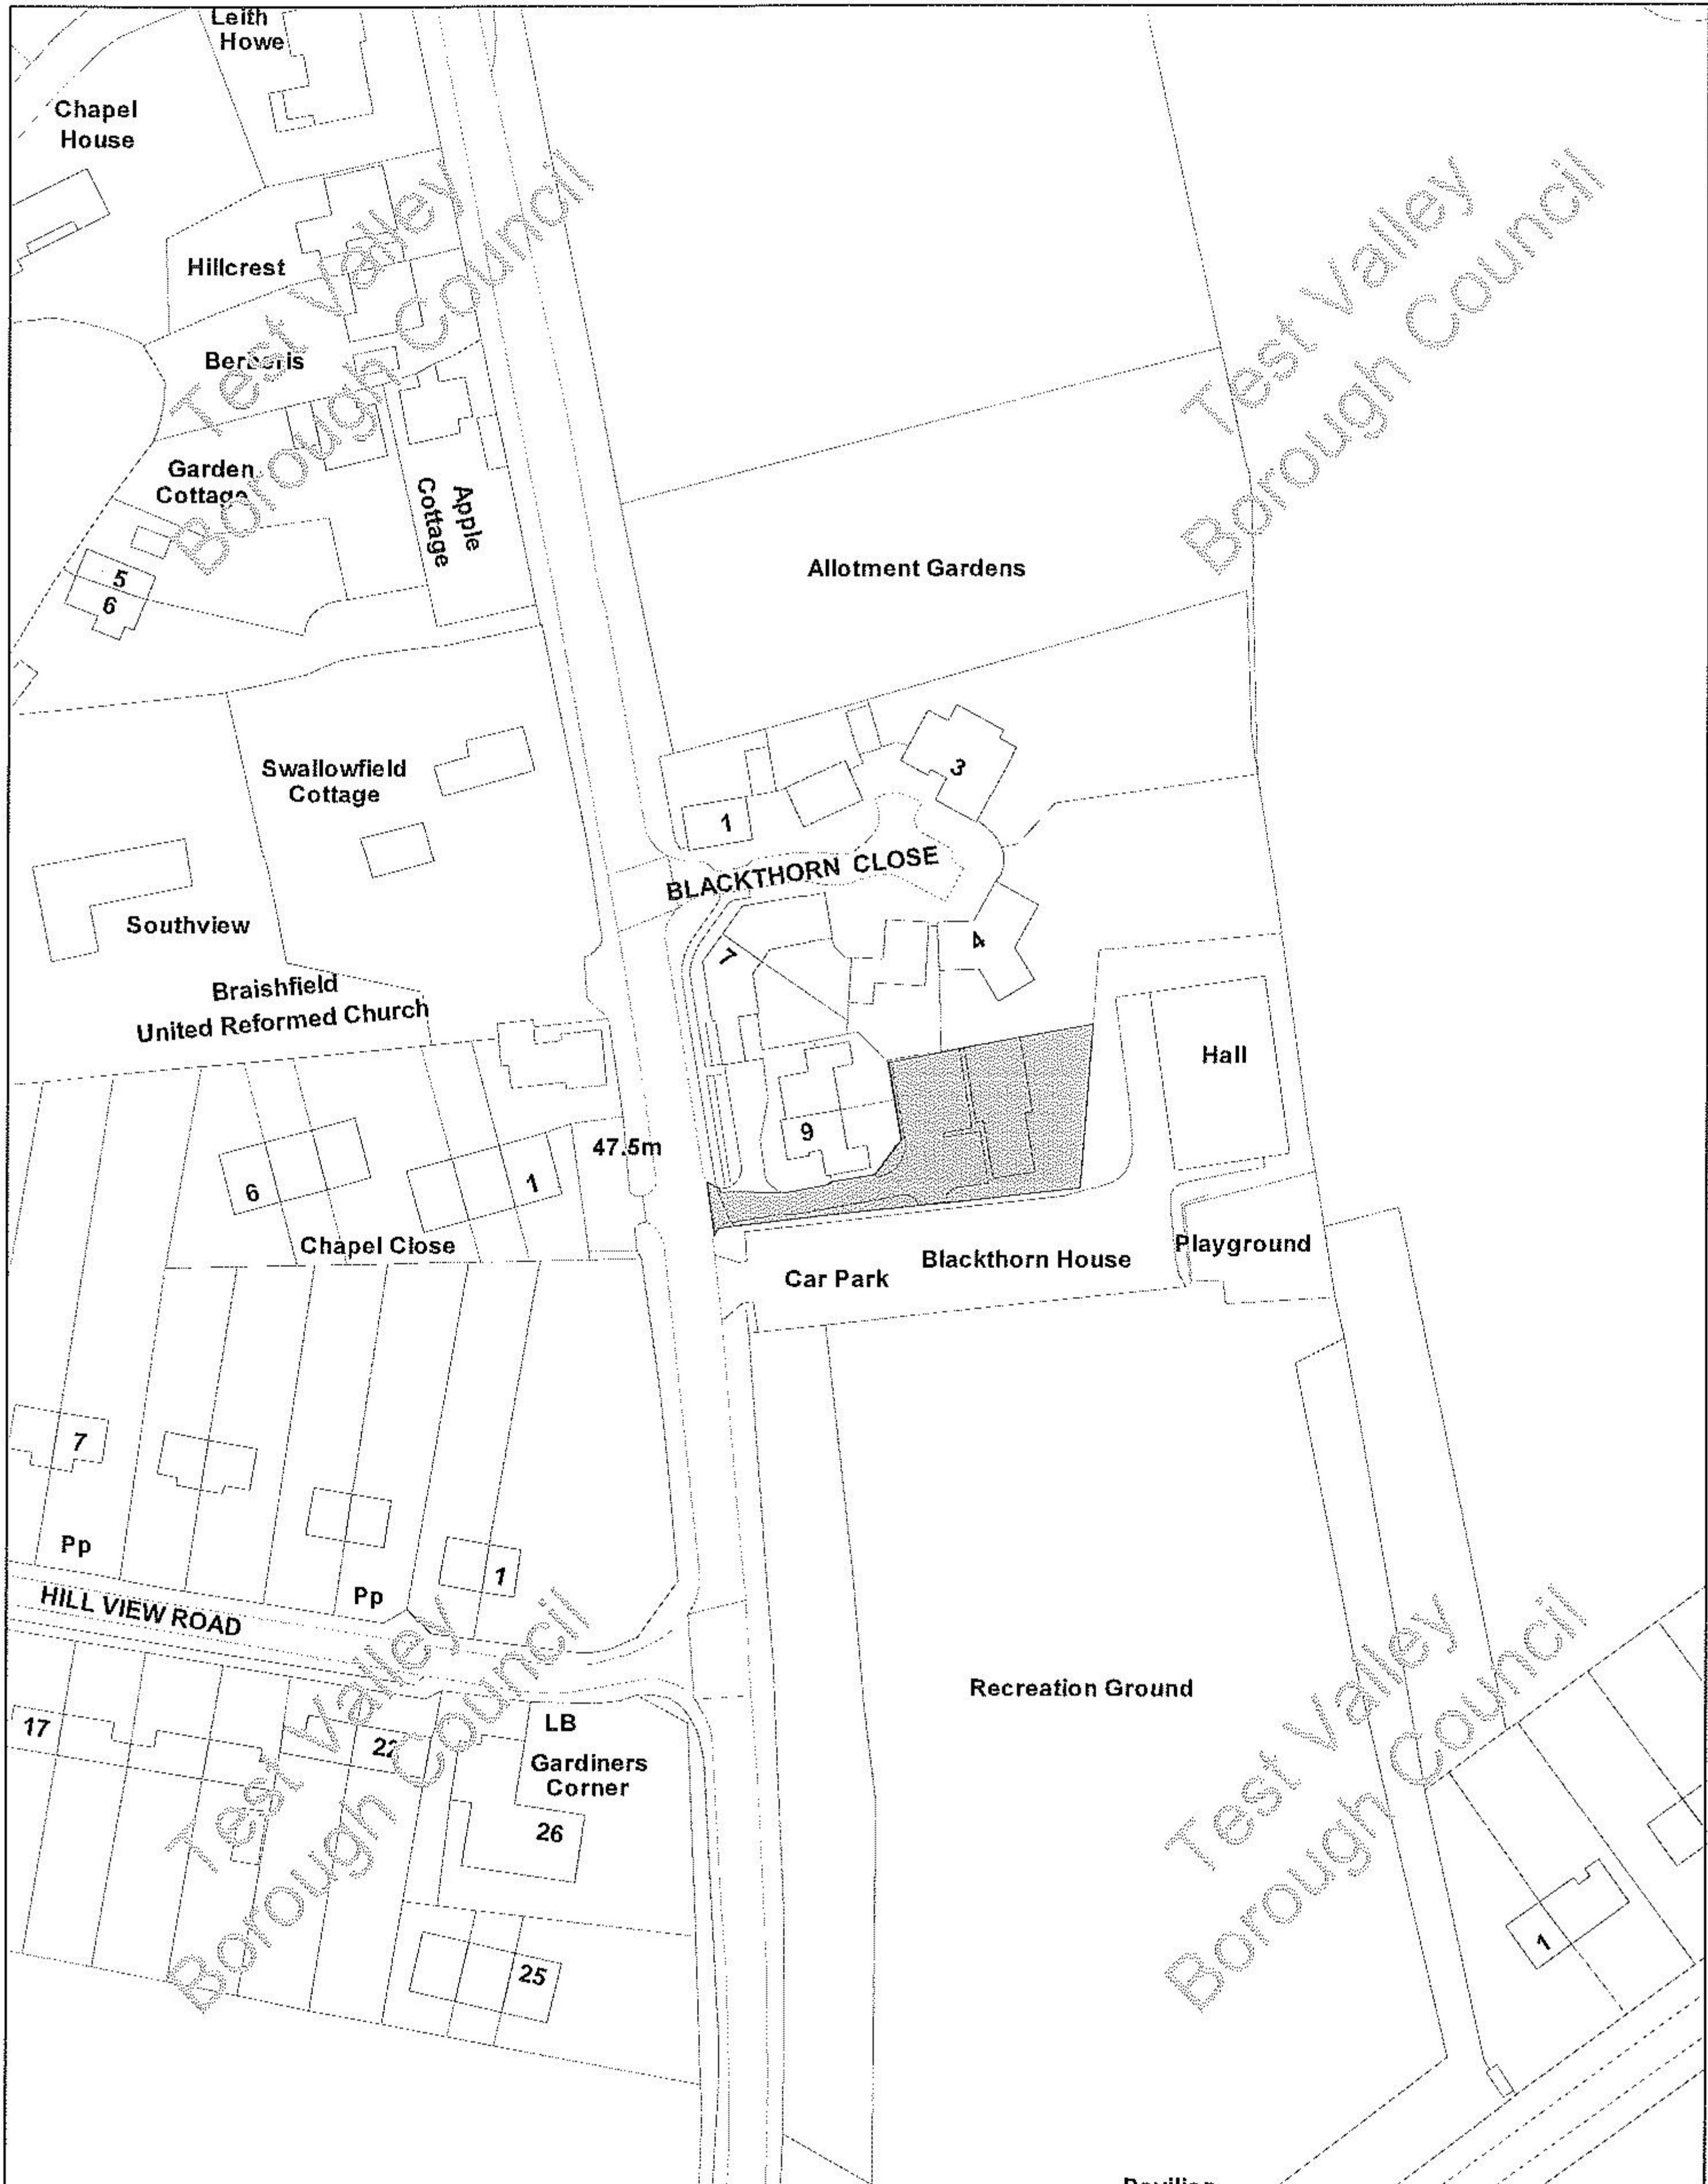 Leith
Howe
Chapel
House
Test Valley
Borough Council
Test Valley
Borough Council
Hillcrest
Berberis
Garden
Cottage
Apple
Cottage
5
6
Allotment Gardens
Swallowfield
Cottage
3
1
BLACKTHORN CLOSE
Southview
7
4
Braishfield
United Reformed Church
Hall
9
47.5m
6
1
Chapel Close
Car Park
Blackthorn House
Playground
7
Pp
Pp
1
HILL VIEW ROAD
Recreation Ground
17
22
LB
Gardiners
Corner
26
Test Valley
Borough Council
Test Valley
Borough Council
25
1